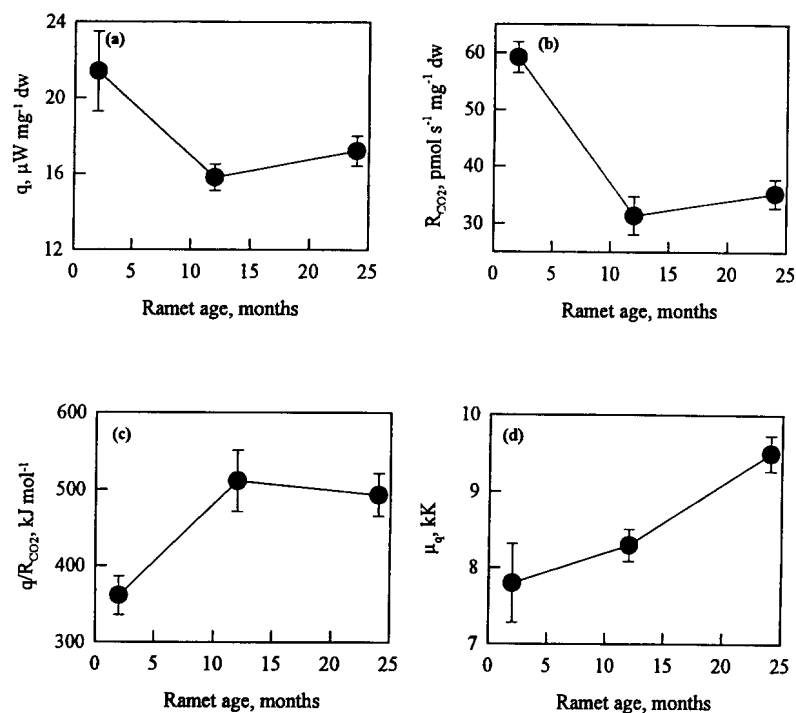 (a)
24
20
16
12
q, μW mg⁻¹ dw
0 5 10 15 20 25
Ramet age, months
(b)
60
50
40
30
R_CO2, pmol s⁻¹ mg⁻¹ dw
0 5 10 15 20 25
Ramet age, months
(c)
600
500
400
300
q/R_CO2, kJ mol⁻¹
0 5 10 15 20 25
Ramet age, months
(d)
10
9
8
7
μ_q, kK
0 5 10 15 20 25
Ramet age, months